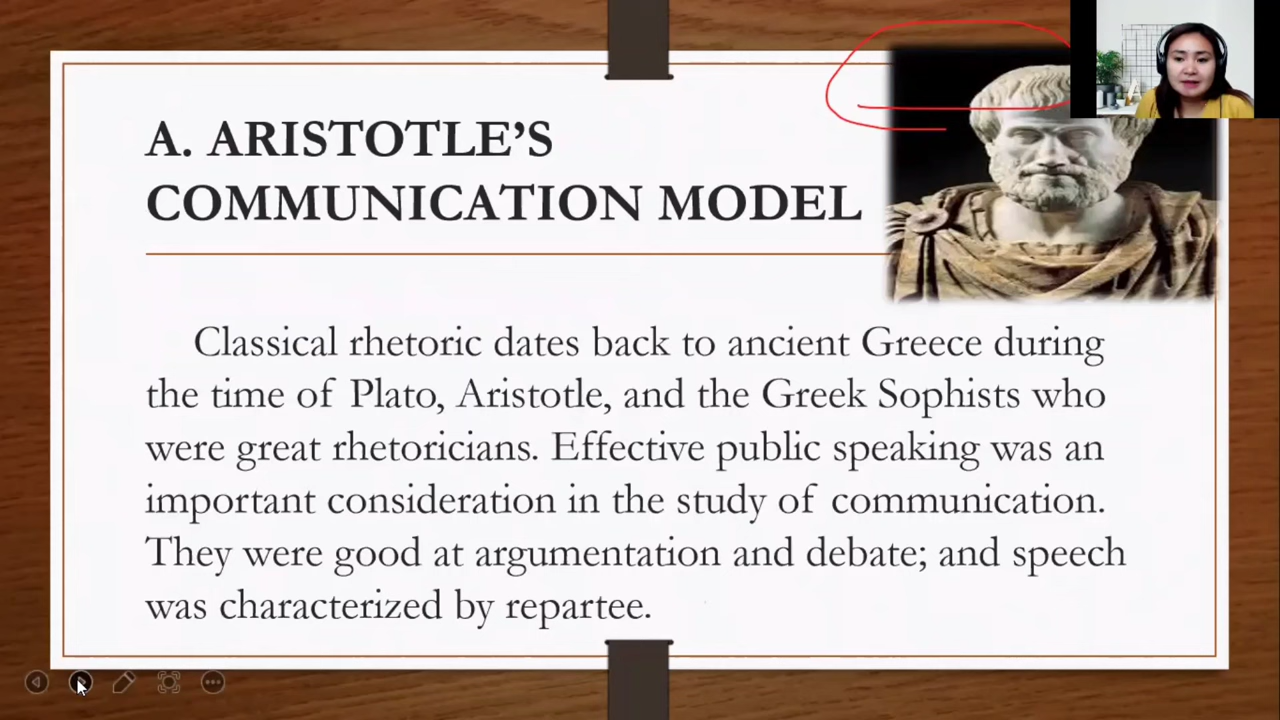 A. ARISTOTLE’S
COMMUNICATION MODEL
Classical rhetoric dates back to ancient Greece during
the time of Plato, Aristotle, and the Greek Sophists who
were great rhetoricians. Effective public speaking was an
important consideration in the study of communication.
They were good at argumentation and debate; and speech
was characterized by repartee.